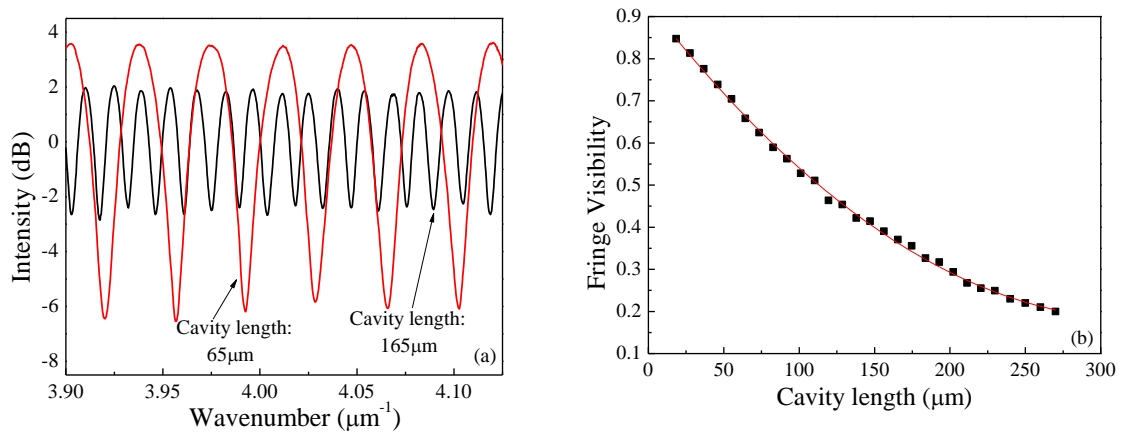 4
2
0
-2
-4
-6
-8
Intensity (dB)
3.90 3.95 4.00 4.05 4.10
Wavenumber (μm-1)
Cavity length:
65μm
Cavity length:
165μm
(a)
0.9
0.8
0.7
0.6
0.5
0.4
0.3
0.2
0.1
Fringe Visibility
0 50 100 150 200 250 300
Cavity length (μm)
(b)